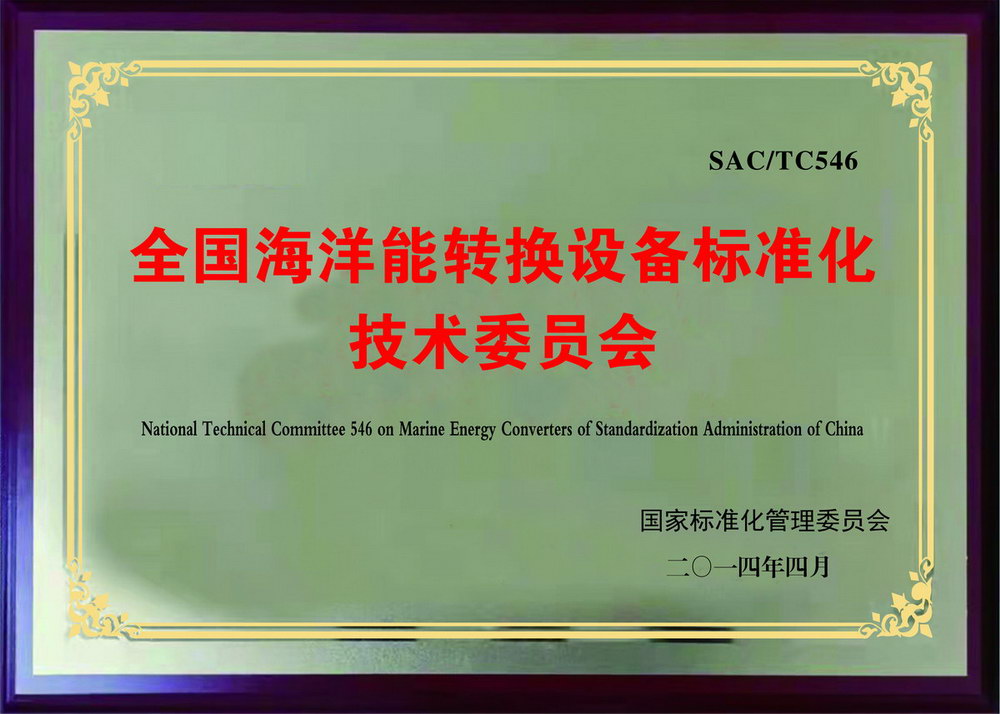 SAC/TC546
全国海洋能转换设备标准化
技术委员会
National Technical Committee 546 on Marine Energy Converters of Standardization Administration of China
国家标准化管理委员会
二〇一四年四月